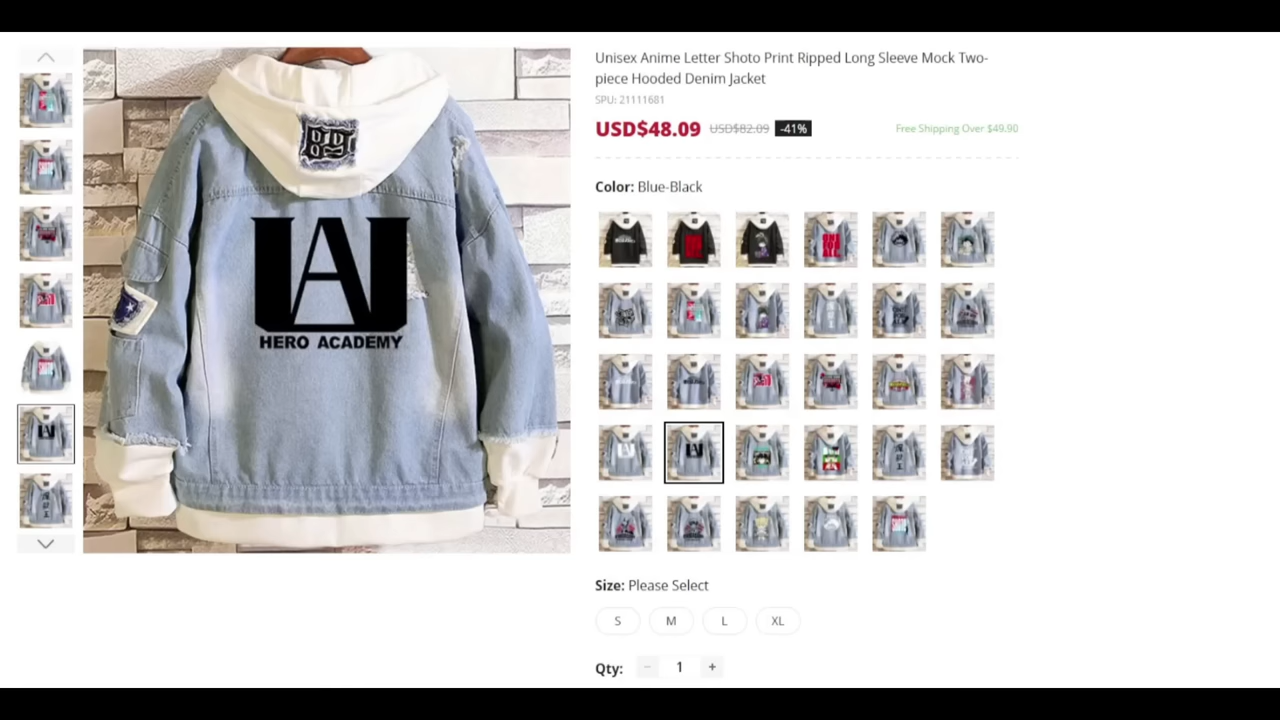 Unisex Anime Letter Shoto Print Ripped Long Sleeve Mock Two-
piece Hooded Denim Jacket
SPU: 21111681
USD$48.09 USD$82.09 -41% Free Shipping Over $49.90
Color: Blue-Black
UA
HERO ACADEMY
Size: Please Select
S M L XL
Qty: − 1 +